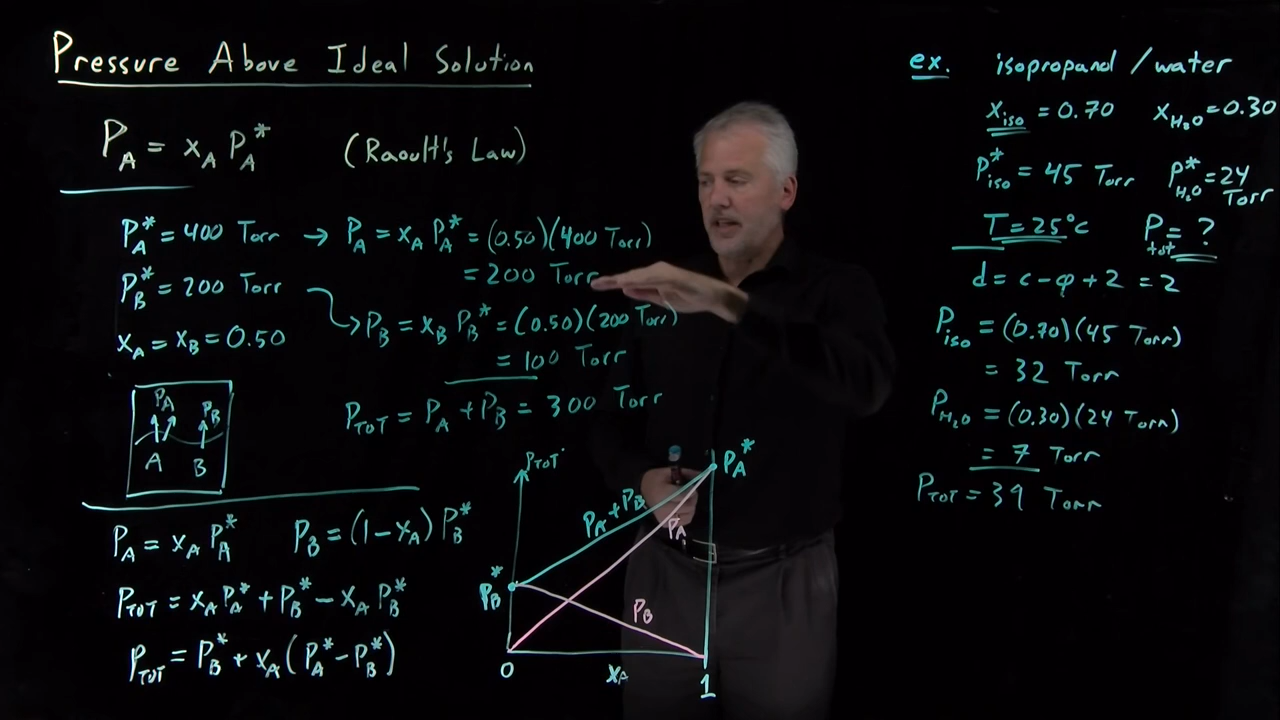 Pressure Above Ideal Solution
P_A = x_A P_A^* (Raoult's Law)
P_A^* = 400 Torr → P_A = x_A P_A^* = (0.50)(400 Torr)
= 200 Torr
P_B^* = 200 Torr → P_B = x_B P_B^* = (0.50)(200 Torr)
= 100 Torr
x_A = x_B = 0.50
P_TOT = P_A + P_B = 300 Torr
P_A P_B
A B
P_A = x_A P_A^* P_B = (1 - x_A) P_B^*
P_TOT = x_A P_A^* + P_B^* - x_A P_B^*
P_TOT = P_B^* + x_A (P_A^* - P_B^*)
P_TOT
P_A^*
P_A + P_B
P_A
P_B^*
P_B
0 x_A 1
ex. isopropanol / water
x_iso = 0.70 x_H2O = 0.30
P_iso^* = 45 Torr P_H2O^* = 24 Torr
T = 25°C P_tot = ?
d = c - φ + 2 = 2
P_iso = (0.70)(45 Torr)
= 32 Torr
P_H2O = (0.30)(24 Torr)
= 7 Torr
P_TOT = 39 Torr